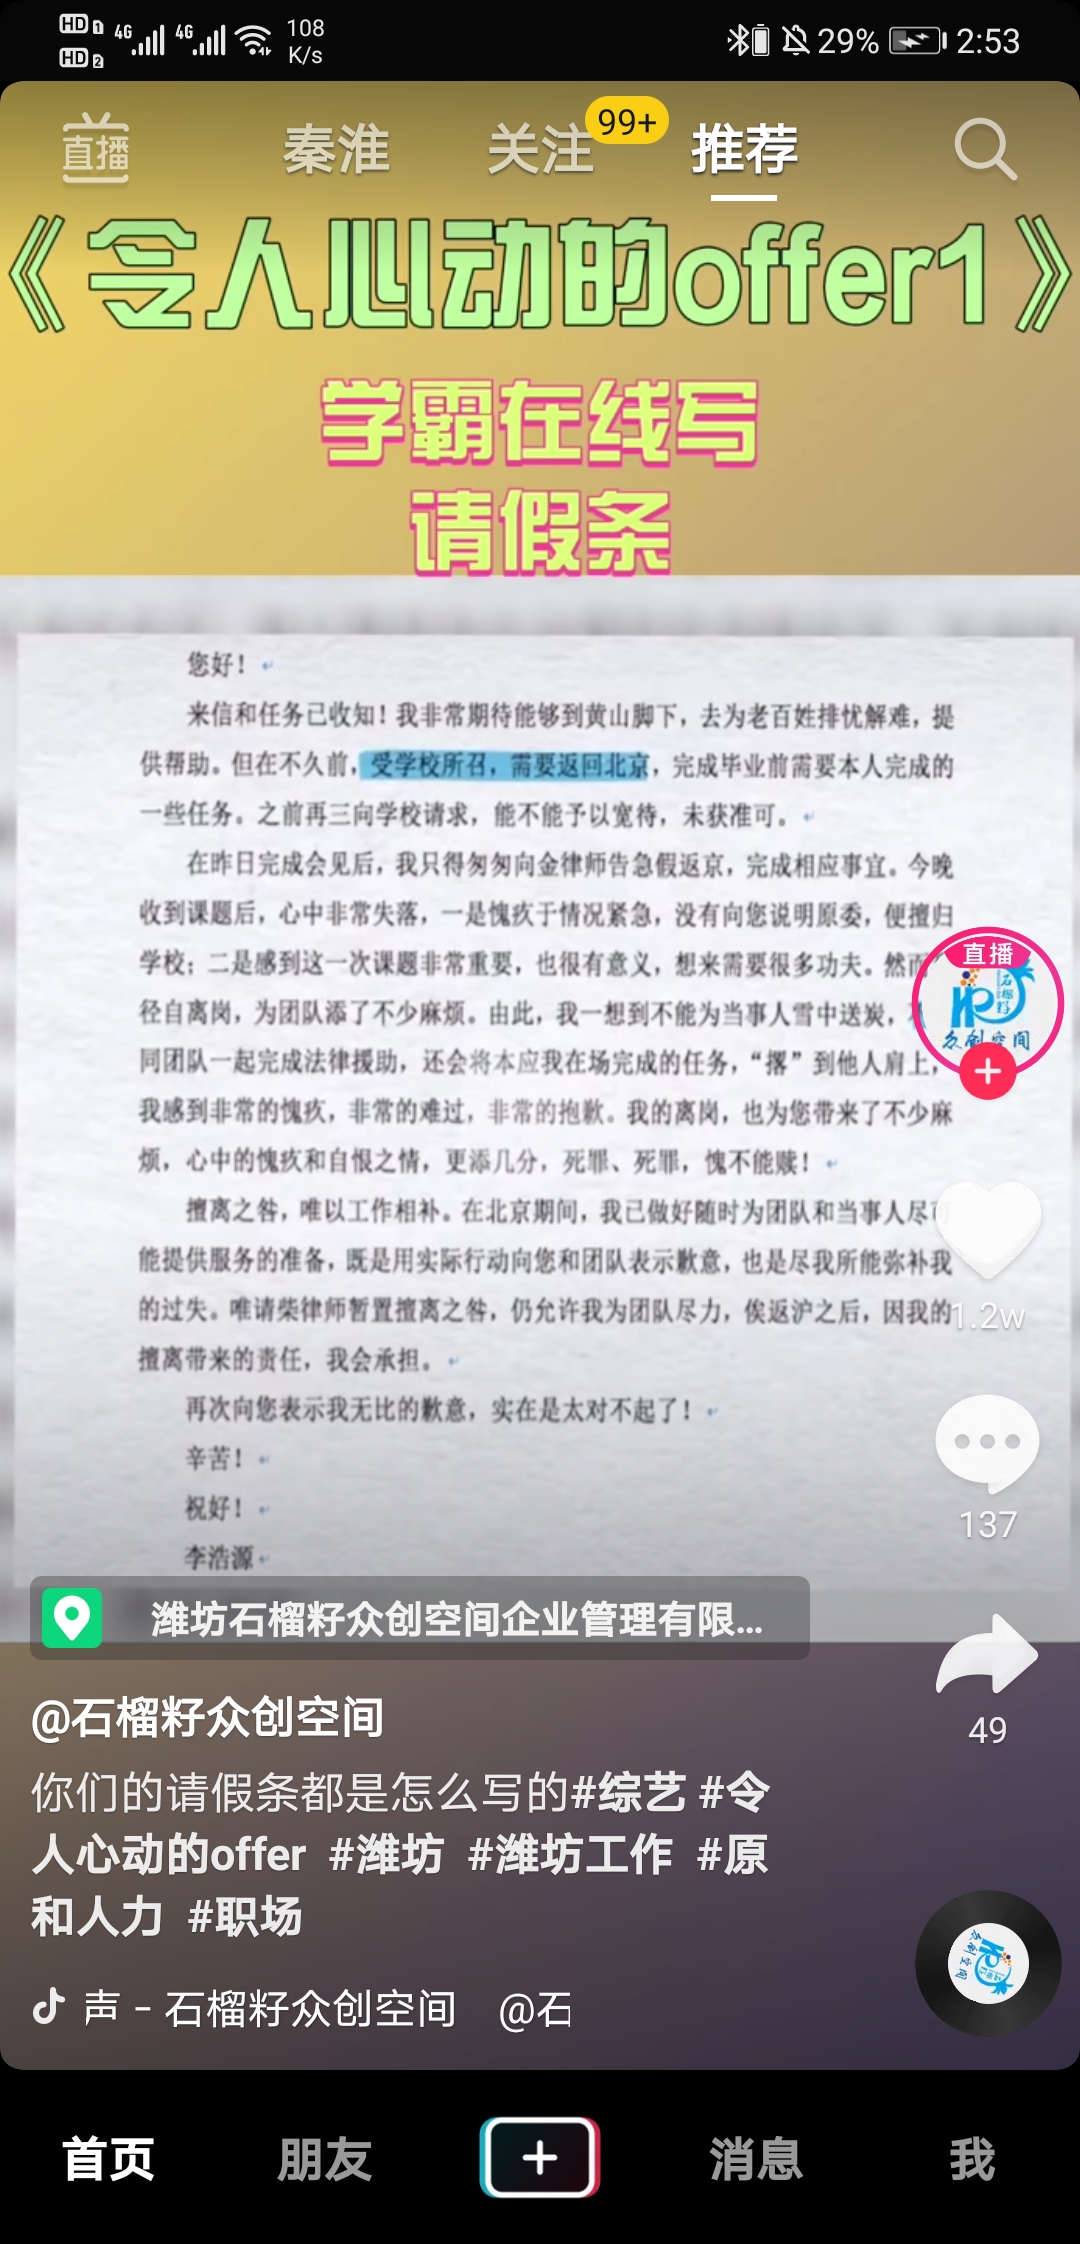 HD 1 4G 4G 108
HD 2 K/s
29% 2:53
直播 秦淮 关注 99+ 推荐
《令人心动的offer1》
学霸在线写
请假条
您好！
来信和任务已收知！我非常期待能够到黄山脚下，去为老百姓排忧解难，提
供帮助。但在不久前，受学校所召，需要返回北京，完成毕业前需要本人完成的
一些任务。之前再三向学校请求，能不能予以宽待，未获准可。
在昨日完成会见后，我只得匆匆向金律师告急假返京，完成相应事宜。今晚
收到课题后，心中非常失落，一是愧疚于情况紧急，没有向您说明原委，便擅归
学校；二是感到这一次课题非常重要，也很有意义，想来需要很多功夫。然而
径自离岗，为团队添了不少麻烦。由此，我一想到不能为当事人雪中送炭，
同团队一起完成法律援助，还会将本应我在场完成的任务，“撂”到他人肩上，
我感到非常的愧疚，非常的难过，非常的抱歉。我的离岗，也为您带来了不少麻
烦，心中的愧疚和自恨之情，更添几分，死罪、死罪，愧不能赎！
擅离之咎，唯以工作相补。在北京期间，我已做好随时为团队和当事人尽可
能提供服务的准备，既是用实际行动向您和团队表示歉意，也是尽我所能弥补我
的过失。唯请柴律师暂置擅离之咎，仍允许我为团队尽力，俟返沪之后，因我的
擅离带来的责任，我会承担。
再次向您表示我无比的歉意，实在是太对不起了！
辛苦！
祝好！
李浩源
直播
石榴籽
众创空间
1.2w
137
49
潍坊石榴籽众创空间企业管理有限...
@石榴籽众创空间
你们的请假条都是怎么写的#综艺 #令
人心动的offer #潍坊 #潍坊工作 #原
和人力 #职场
声 - 石榴籽众创空间 @石
众创空间
首页 朋友 消息 我